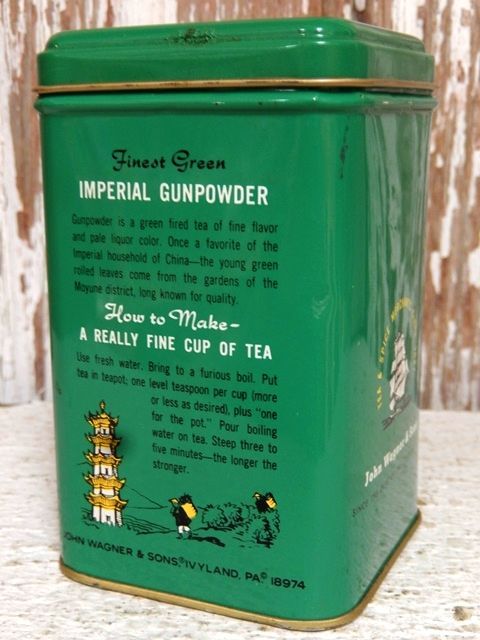 Finest Green
IMPERIAL GUNPOWDER
Gunpowder is a green fired tea of fine flavor
and pale liquor color. Once a favorite of the
Imperial household of China—the young green
rolled leaves come from the gardens of the
Moyune district, long known for quality.
How to Make-
A REALLY FINE CUP OF TEA
Use fresh water. Bring to a furious boil. Put
tea in teapot; one level teaspoon per cup (more
or less as desired), plus "one
for the pot." Pour boiling
water on tea. Steep three to
five minutes—the longer the
stronger.
JOHN WAGNER & SONS® IVYLAND, PA© 18974
TEA & SPICE
John Wagner &
SINCE